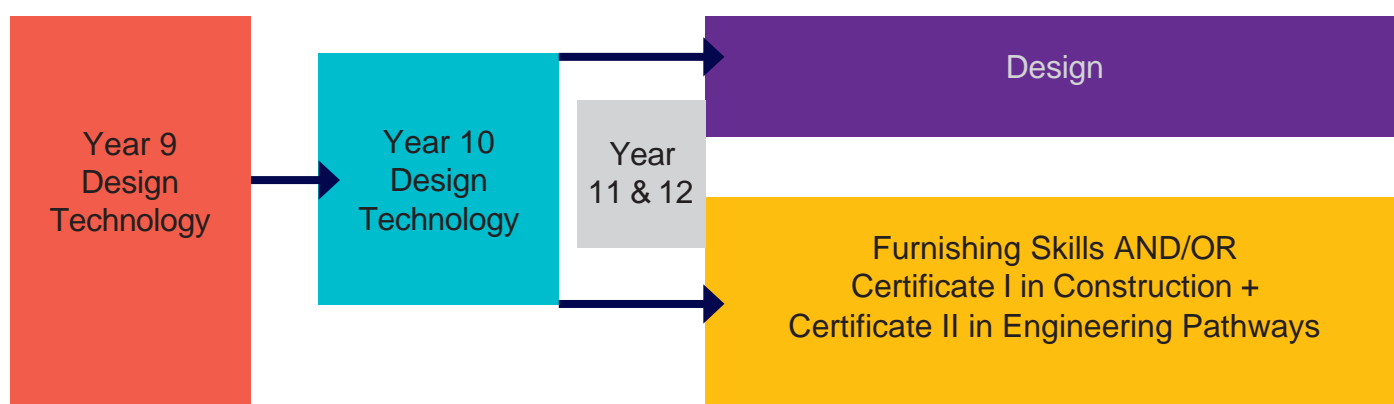 Year 9
Design
Technology
Year 10
Design
Technology
Year
11 & 12
Design
Furnishing Skills AND/OR
Certificate I in Construction +
Certificate II in Engineering Pathways